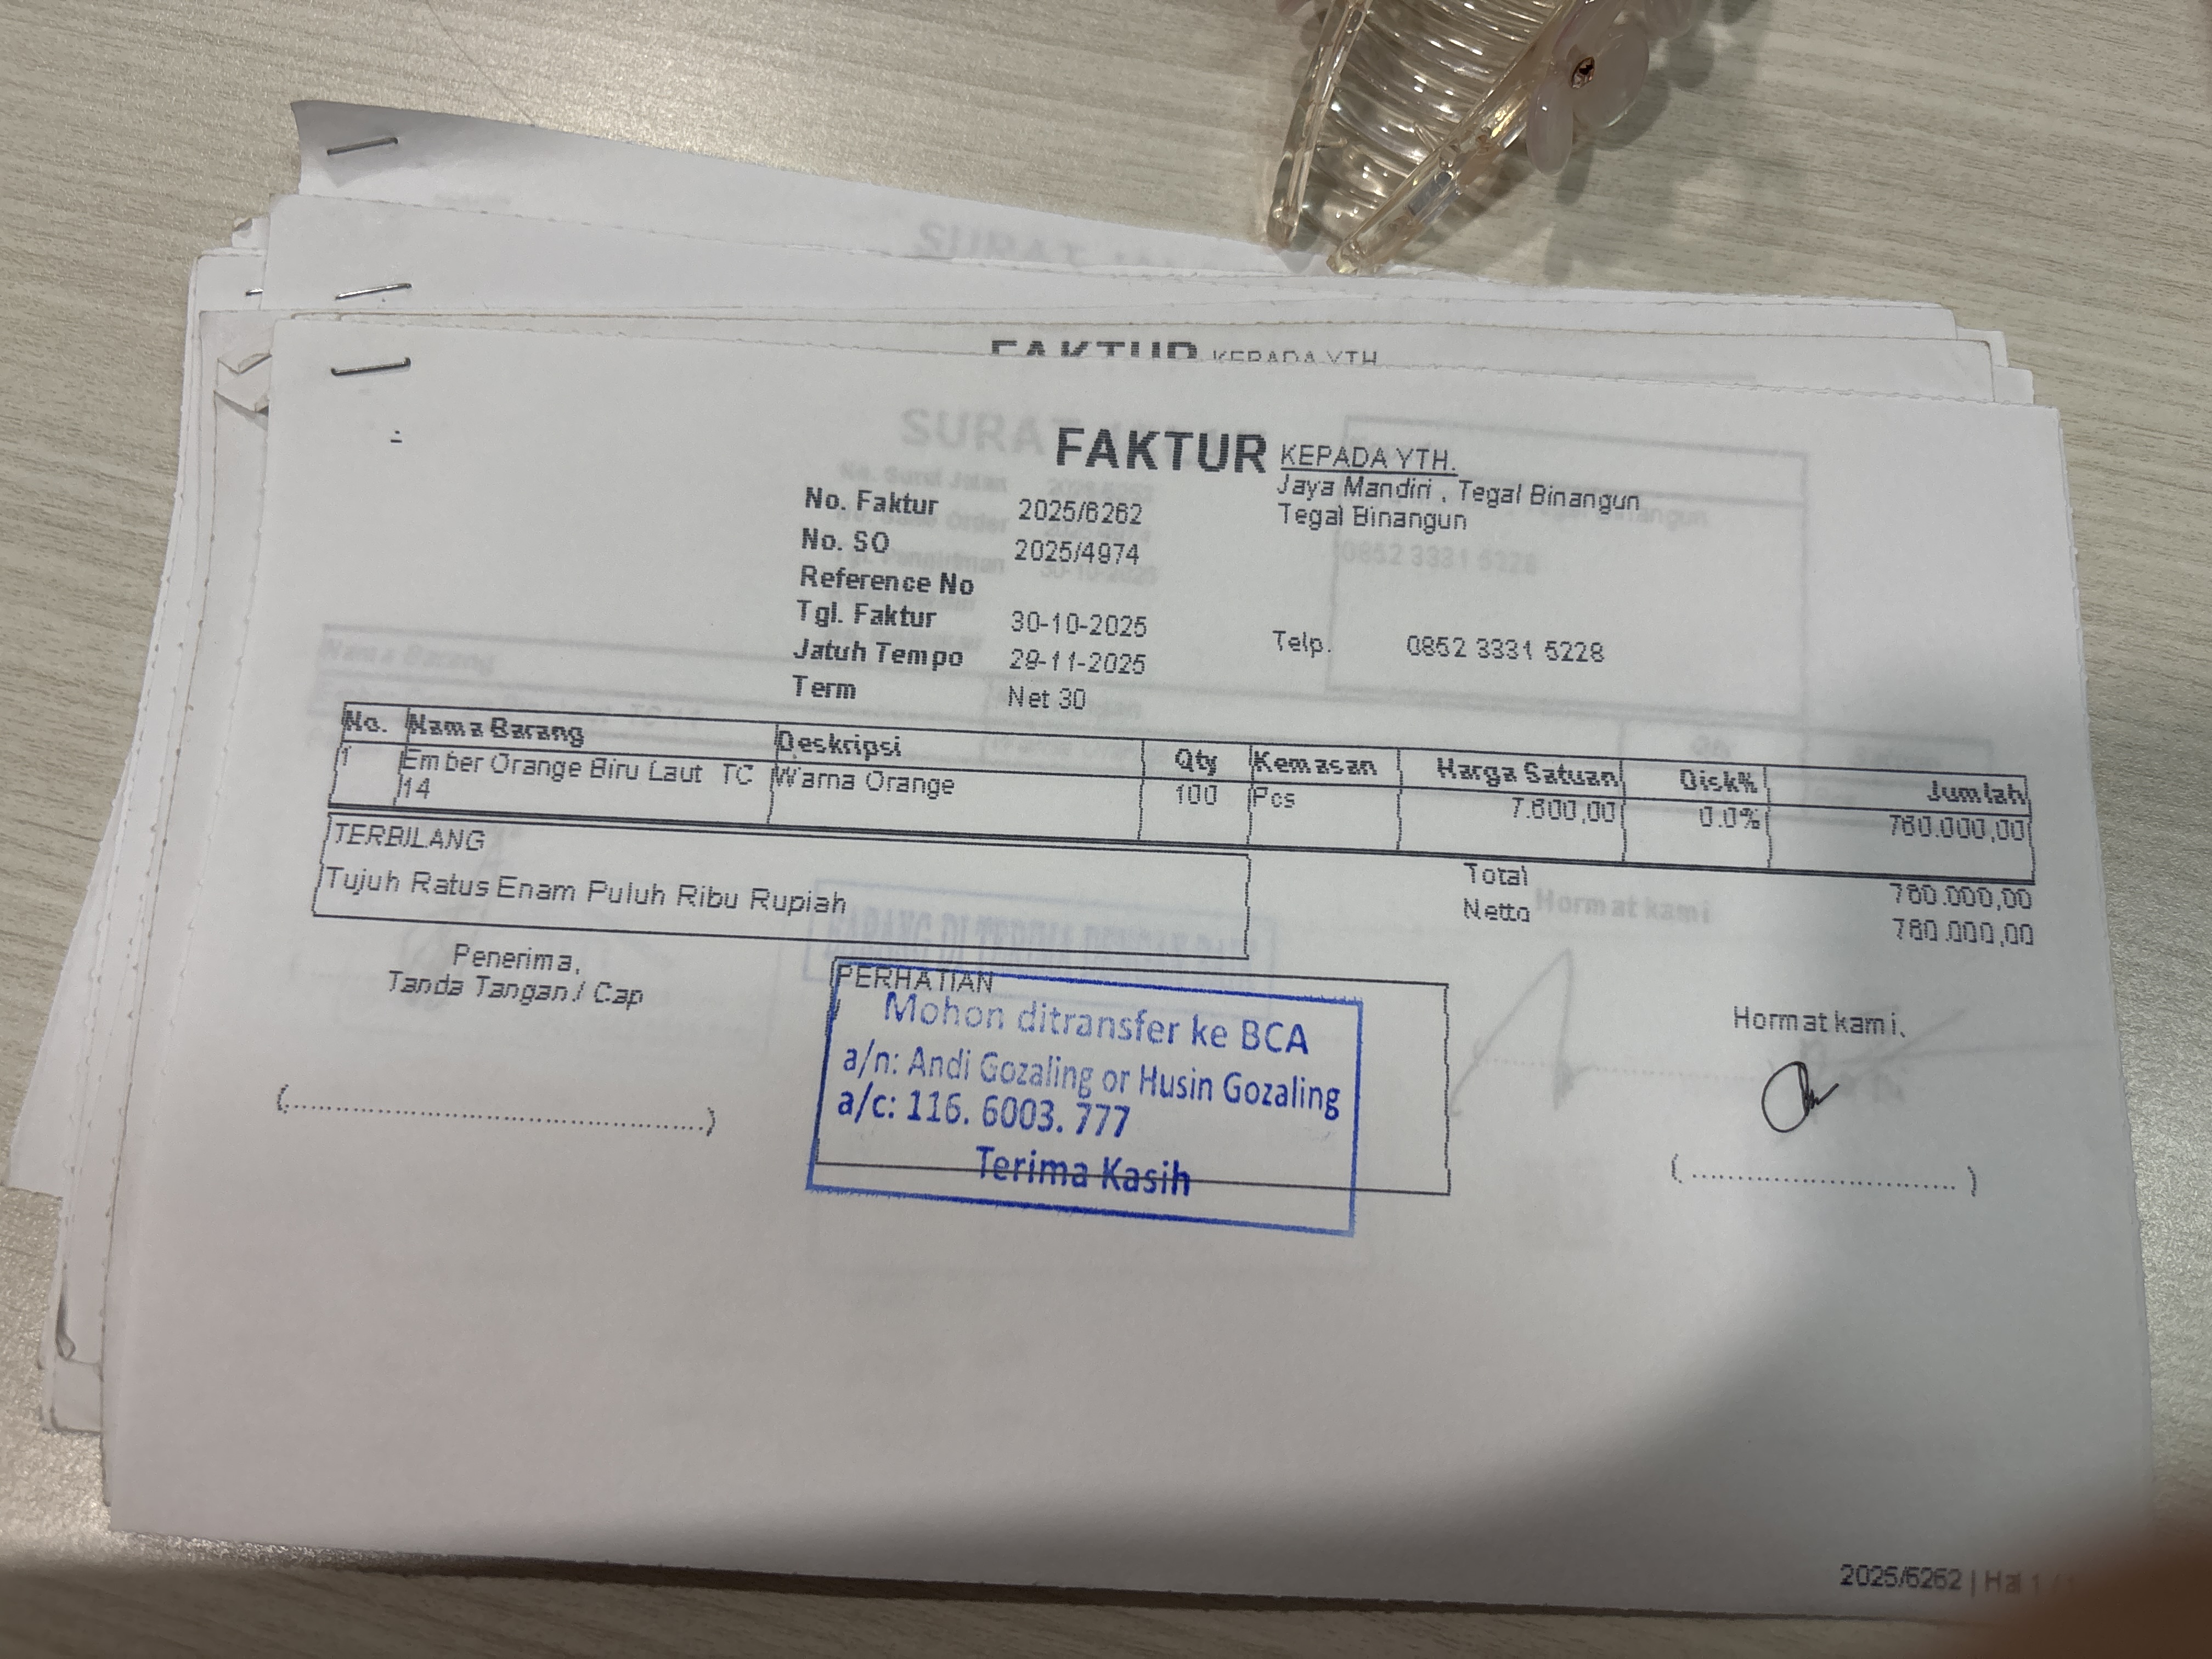 FAKTUR KEPADA YTH.
FAKTUR
KEPADA YTH.
Jaya Mandiri , Tegal Binangun
Tegal Binangun
No. Faktur 2025/6262
No. SO 2025/4974
Reference No
Tgl. Faktur 30-10-2025
Jatuh Tempo 29-11-2025
Term Net 30
Telp. 0852 3331 5228
No. Nama Barang Deskripsi Qty Kemasan Harga Satuan Disk% Jumlah
1 Ember Orange Biru Laut TC Warna Orange 100 Pcs 7.600,00 0.0% 760.000,00
14
TERBILANG
Tujuh Ratus Enam Puluh Ribu Rupiah
Total 760.000,00
Netto 760.000,00
Penerima,
Tanda Tangan / Cap
PERHATIAN
Mohon ditransfer ke BCA
a/n: Andi Gozaling or Husin Gozaling
a/c: 116. 6003. 777
Terima Kasih
Hormat kami,
2025/6262 | Hal 1 /